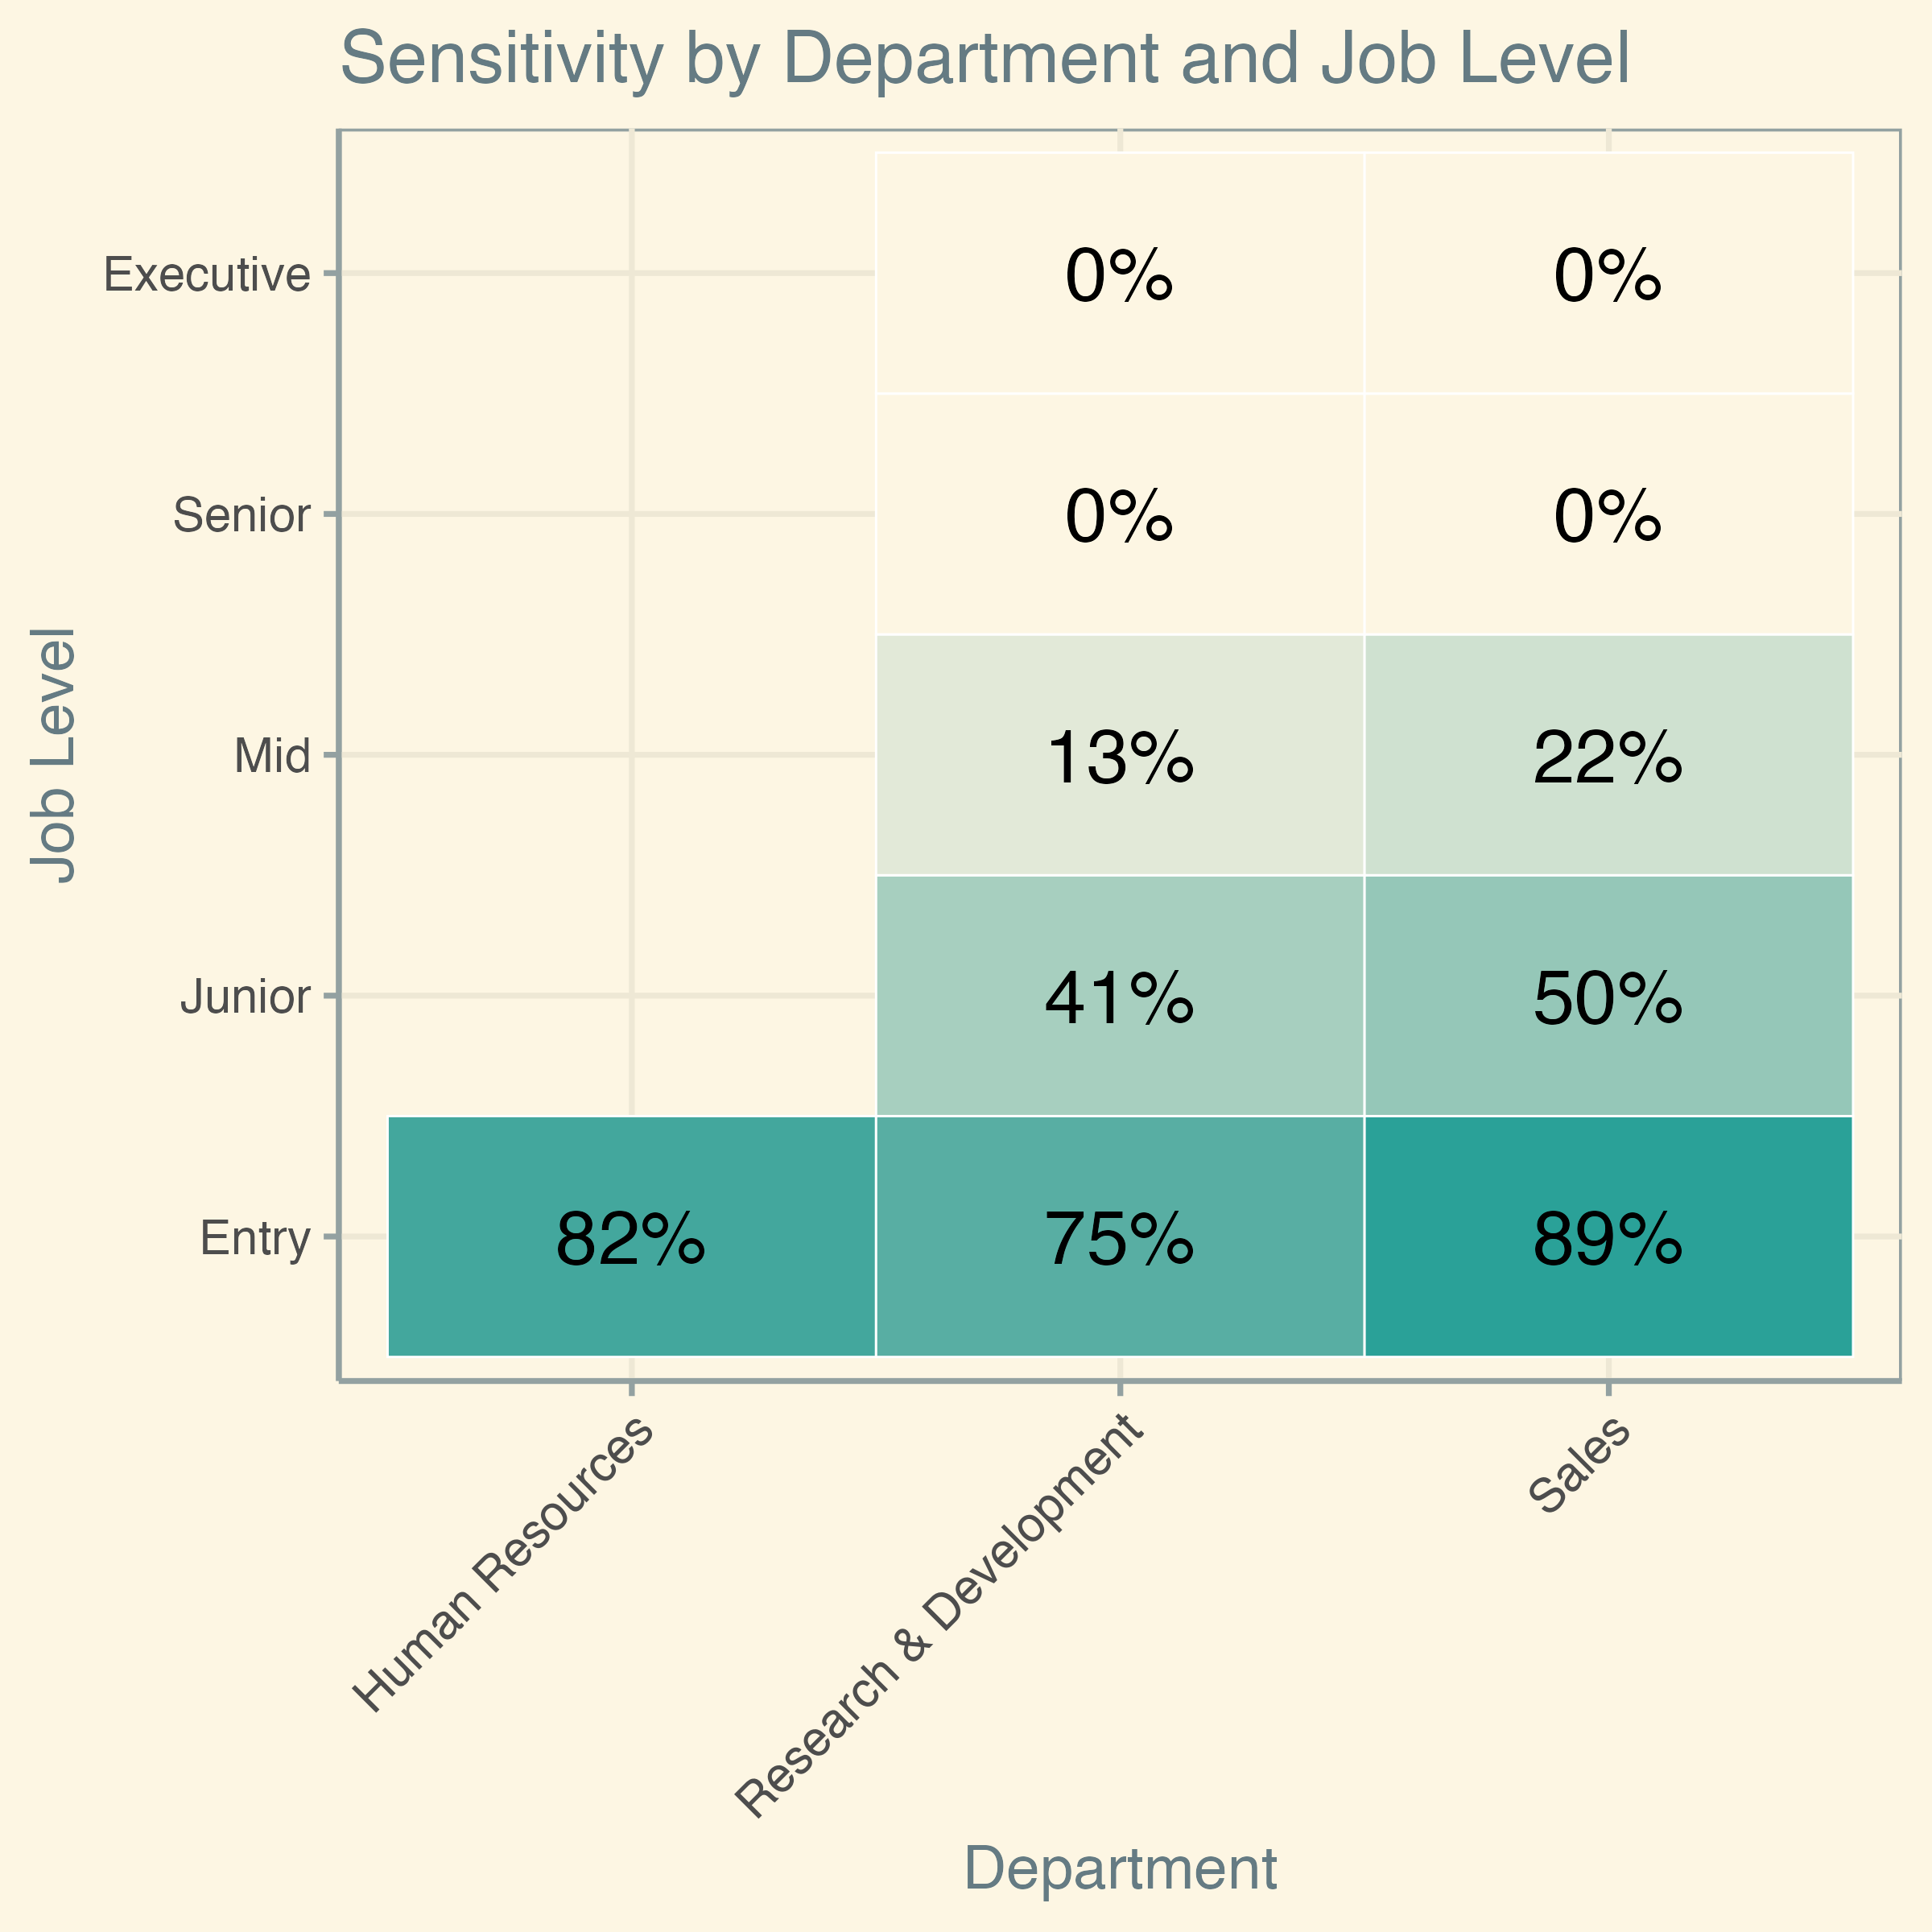 Sensitivity by Department and Job Level
Job Level
Executive
0%
0%
Senior
0%
0%
Mid
13%
22%
Junior
41%
50%
Entry
82%
75%
89%
Human Resources
Research & Development
Sales
Department